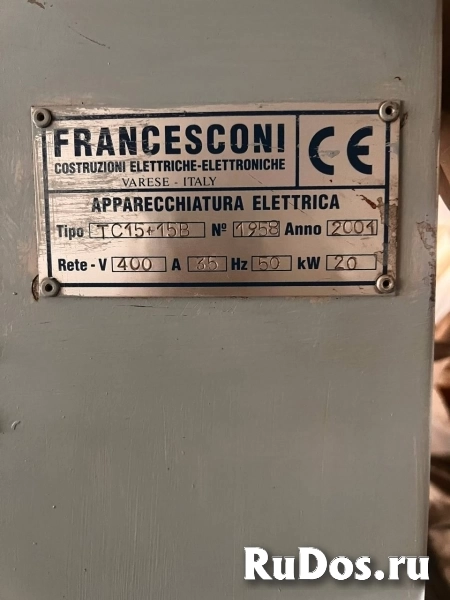 FRANCESCONI
COSTRUZIONI ELETTRICHE-ELETTRONICHE
VARESE - ITALY
CE
APPARECCHIATURA ELETTRICA
Tipo TC15+15B Nº 1958 Anno 2001
Rete - V 400 A 35 Hz 50 kW 20
RuDos.ru